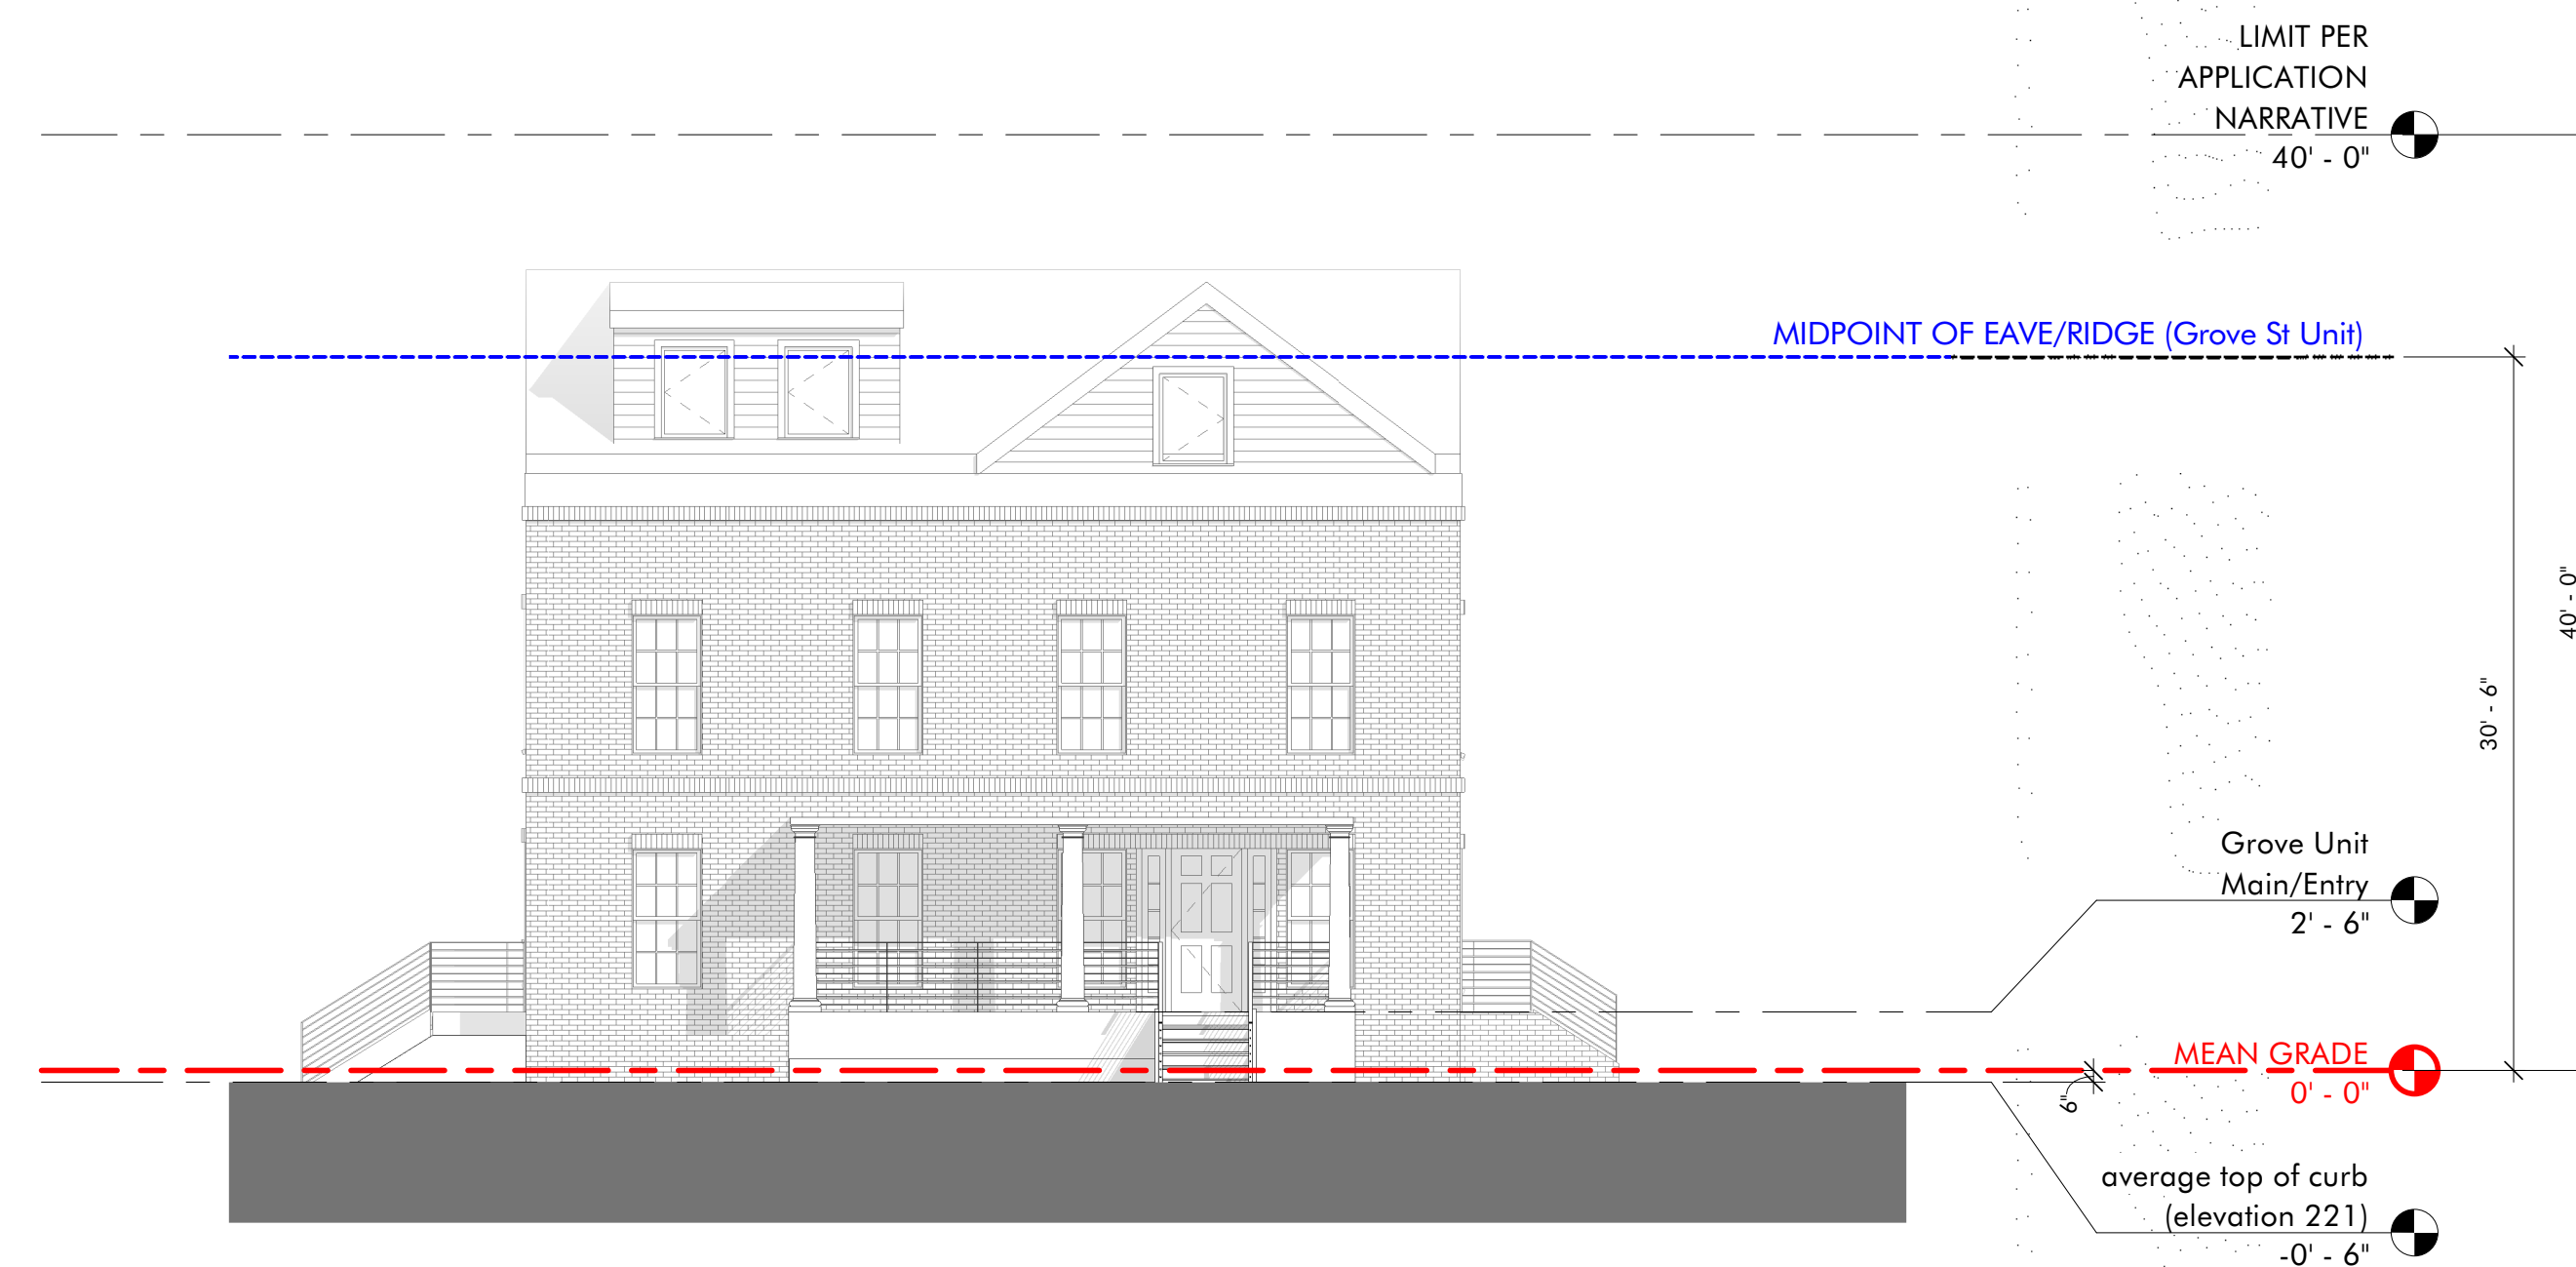 LIMIT PER
APPLICATION
NARRATIVE
40' - 0"
MIDPOINT OF EAVE/RIDGE (Grove St Unit)
40' - 0"
30' - 6"
Grove Unit
Main/Entry
2' - 6"
MEAN GRADE
0' - 0"
6"
average top of curb
(elevation 221)
-0' - 6"